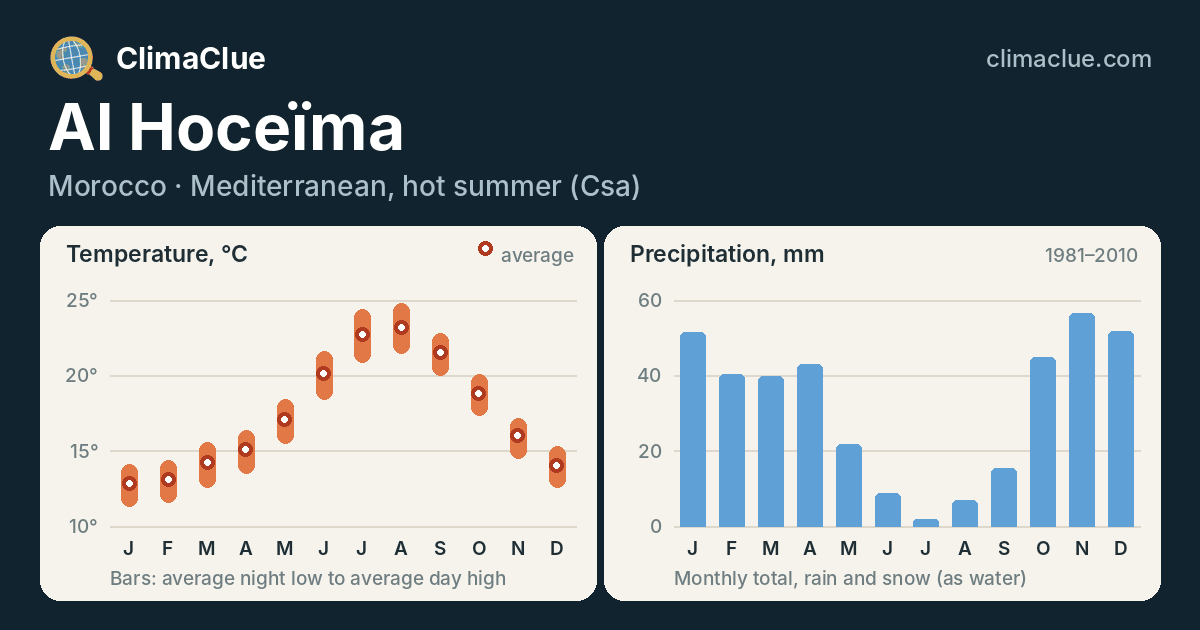 ClimaClue
climaclue.com
Al Hoceïma
Morocco · Mediterranean, hot summer (Csa)
Temperature, °C
average
25°
20°
15°
10°
J F M A M J J A S O N D
Bars: average night low to average day high
Precipitation, mm
1981–2010
60
40
20
0
J F M A M J J A S O N D
Monthly total, rain and snow (as water)